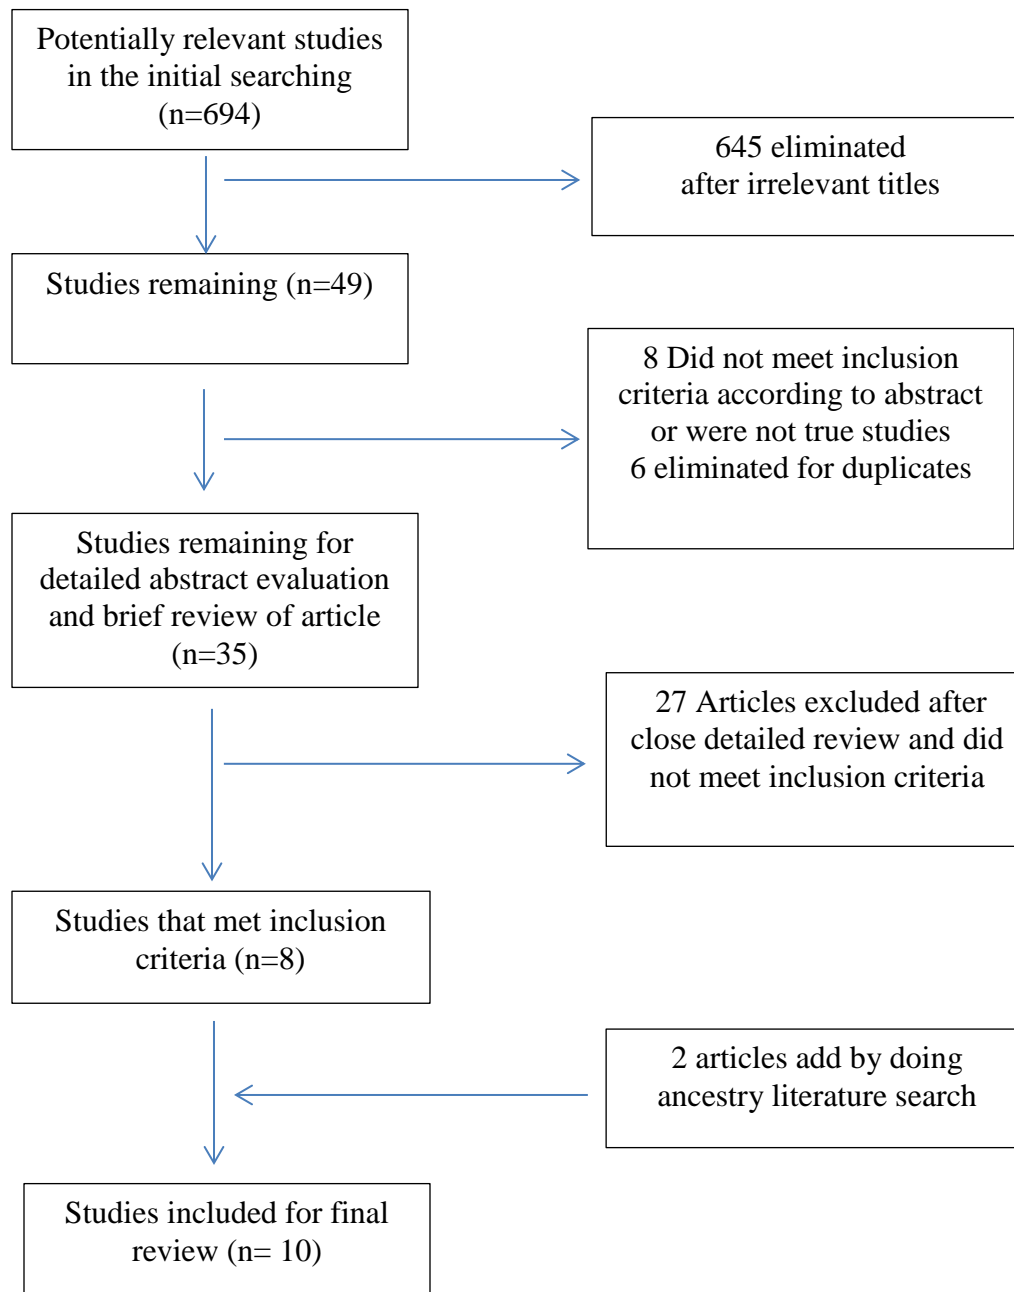 Potentially relevant studies
in the initial searching
(n=694)
645 eliminated
after irrelevant titles
Studies remaining (n=49)
8 Did not meet inclusion
criteria according to abstract
or were not true studies
6 eliminated for duplicates
Studies remaining for
detailed abstract evaluation
and brief review of article
(n=35)
27 Articles excluded after
close detailed review and did
not meet inclusion criteria
Studies that met inclusion
criteria (n=8)
2 articles add by doing
ancestry literature search
Studies included for final
review (n= 10)